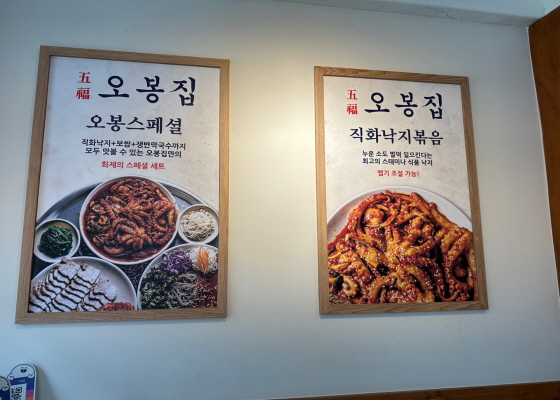 五福 오봉집
오봉스페셜
직화낙지+보쌈+쟁반막국수까지
모두 맛볼 수 있는 오봉집만의
화제의 스페셜 세트
五福 오봉집
직화낙지볶음
누운 소도 벌떡 일으킨다는
최고의 스태미나 식품 낙지
맵기 조절 가능!